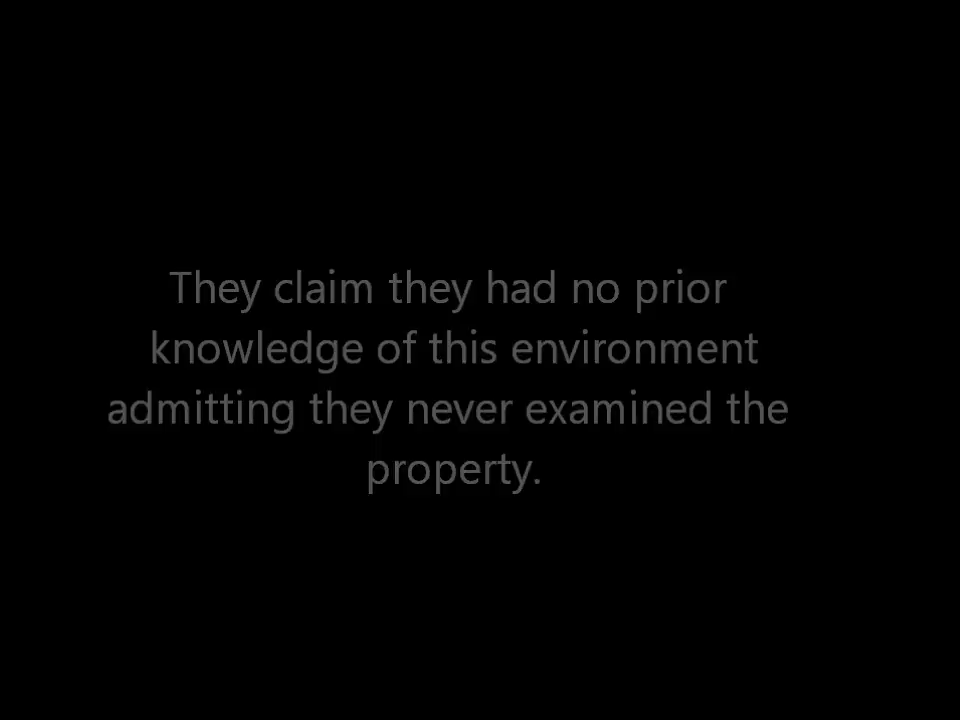 They claim they had no prior
knowledge of this environment
admitting they never examined the
property.